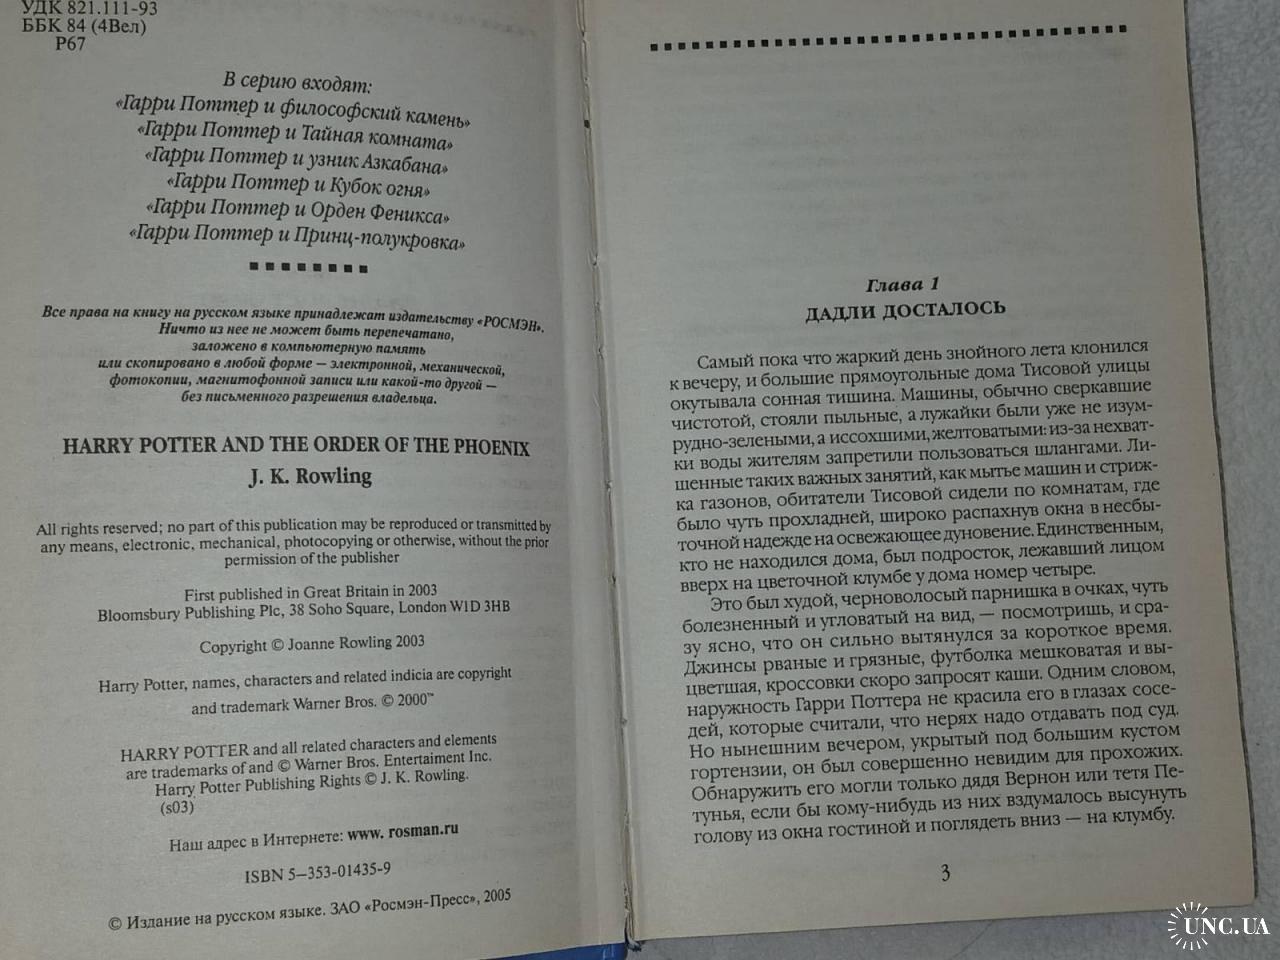 УДК 821.111-93
ББК 84 (4Вел)
Р67
В серию входят:
«Гарри Поттер и философский камень»
«Гарри Поттер и Тайная комната»
«Гарри Поттер и узник Азкабана»
«Гарри Поттер и Кубок огня»
«Гарри Поттер и Орден Феникса»
«Гарри Поттер и Принц-полукровка»
Все права на книгу на русском языке принадлежат издательству «РОСМЭН».
Ничто из нее не может быть перепечатано,
заложено в компьютерную память
или скопировано в любой форме — электронной, механической,
фотокопии, магнитофонной записи или какой-то другой —
без письменного разрешения владельца.
HARRY POTTER AND THE ORDER OF THE PHOENIX
J. K. Rowling
All rights reserved; no part of this publication may be reproduced or transmitted by
any means, electronic, mechanical, photocopying or otherwise, without the prior
permission of the publisher
First published in Great Britain in 2003
Bloomsbury Publishing Plc, 38 Soho Square, London W1D 3HB
Copyright © Joanne Rowling 2003
Harry Potter, names, characters and related indicia are copyright
and trademark Warner Bros. © 2000™
HARRY POTTER and all related characters and elements
are trademarks of and © Warner Bros. Entertaiment Inc.
Harry Potter Publishing Rights © J. K. Rowling.
(s03)
Наш адрес в Интернете: www. rosman.ru
ISBN 5-353-01435-9
© Издание на русском языке. ЗАО «Росмэн-Пресс», 2005
Глава 1
ДАДЛИ ДОСТАЛОСЬ
Самый пока что жаркий день знойного лета клонился
к вечеру, и большие прямоугольные дома Тисовой улицы
окутывала сонная тишина. Машины, обычно сверкавшие
чистотой, стояли пыльные, а лужайки были уже не изум-
рудно-зелеными, а иссохшими, желтоватыми: из-за нехват-
ки воды жителям запретили пользоваться шлангами. Ли-
шенные таких важных занятий, как мытье машин и стриж-
ка газонов, обитатели Тисовой сидели по комнатам, где
было чуть прохладней, широко распахнув окна в несбы-
точной надежде на освежающее дуновение. Единственным,
кто не находился дома, был подросток, лежавший лицом
вверх на цветочной клумбе у дома номер четыре.
Это был худой, черноволосый парнишка в очках, чуть
болезненный и угловатый на вид, — посмотришь, и сра-
зу ясно, что он сильно вытянулся за короткое время.
Джинсы рваные и грязные, футболка мешковатая и вы-
цветшая, кроссовки скоро запросят каши. Одним словом,
наружность Гарри Поттера не красила его в глазах сосе-
дей, которые считали, что нерях надо отдавать под суд.
Но нынешним вечером, укрытый под большим кустом
гортензии, он был совершенно невидим для прохожих.
Обнаружить его могли только дядя Вернон или тетя Пе-
тунья, если бы кому-нибудь из них вздумалось высунуть
голову из окна гостиной и поглядеть вниз — на клумбу.
3
UNC.UA